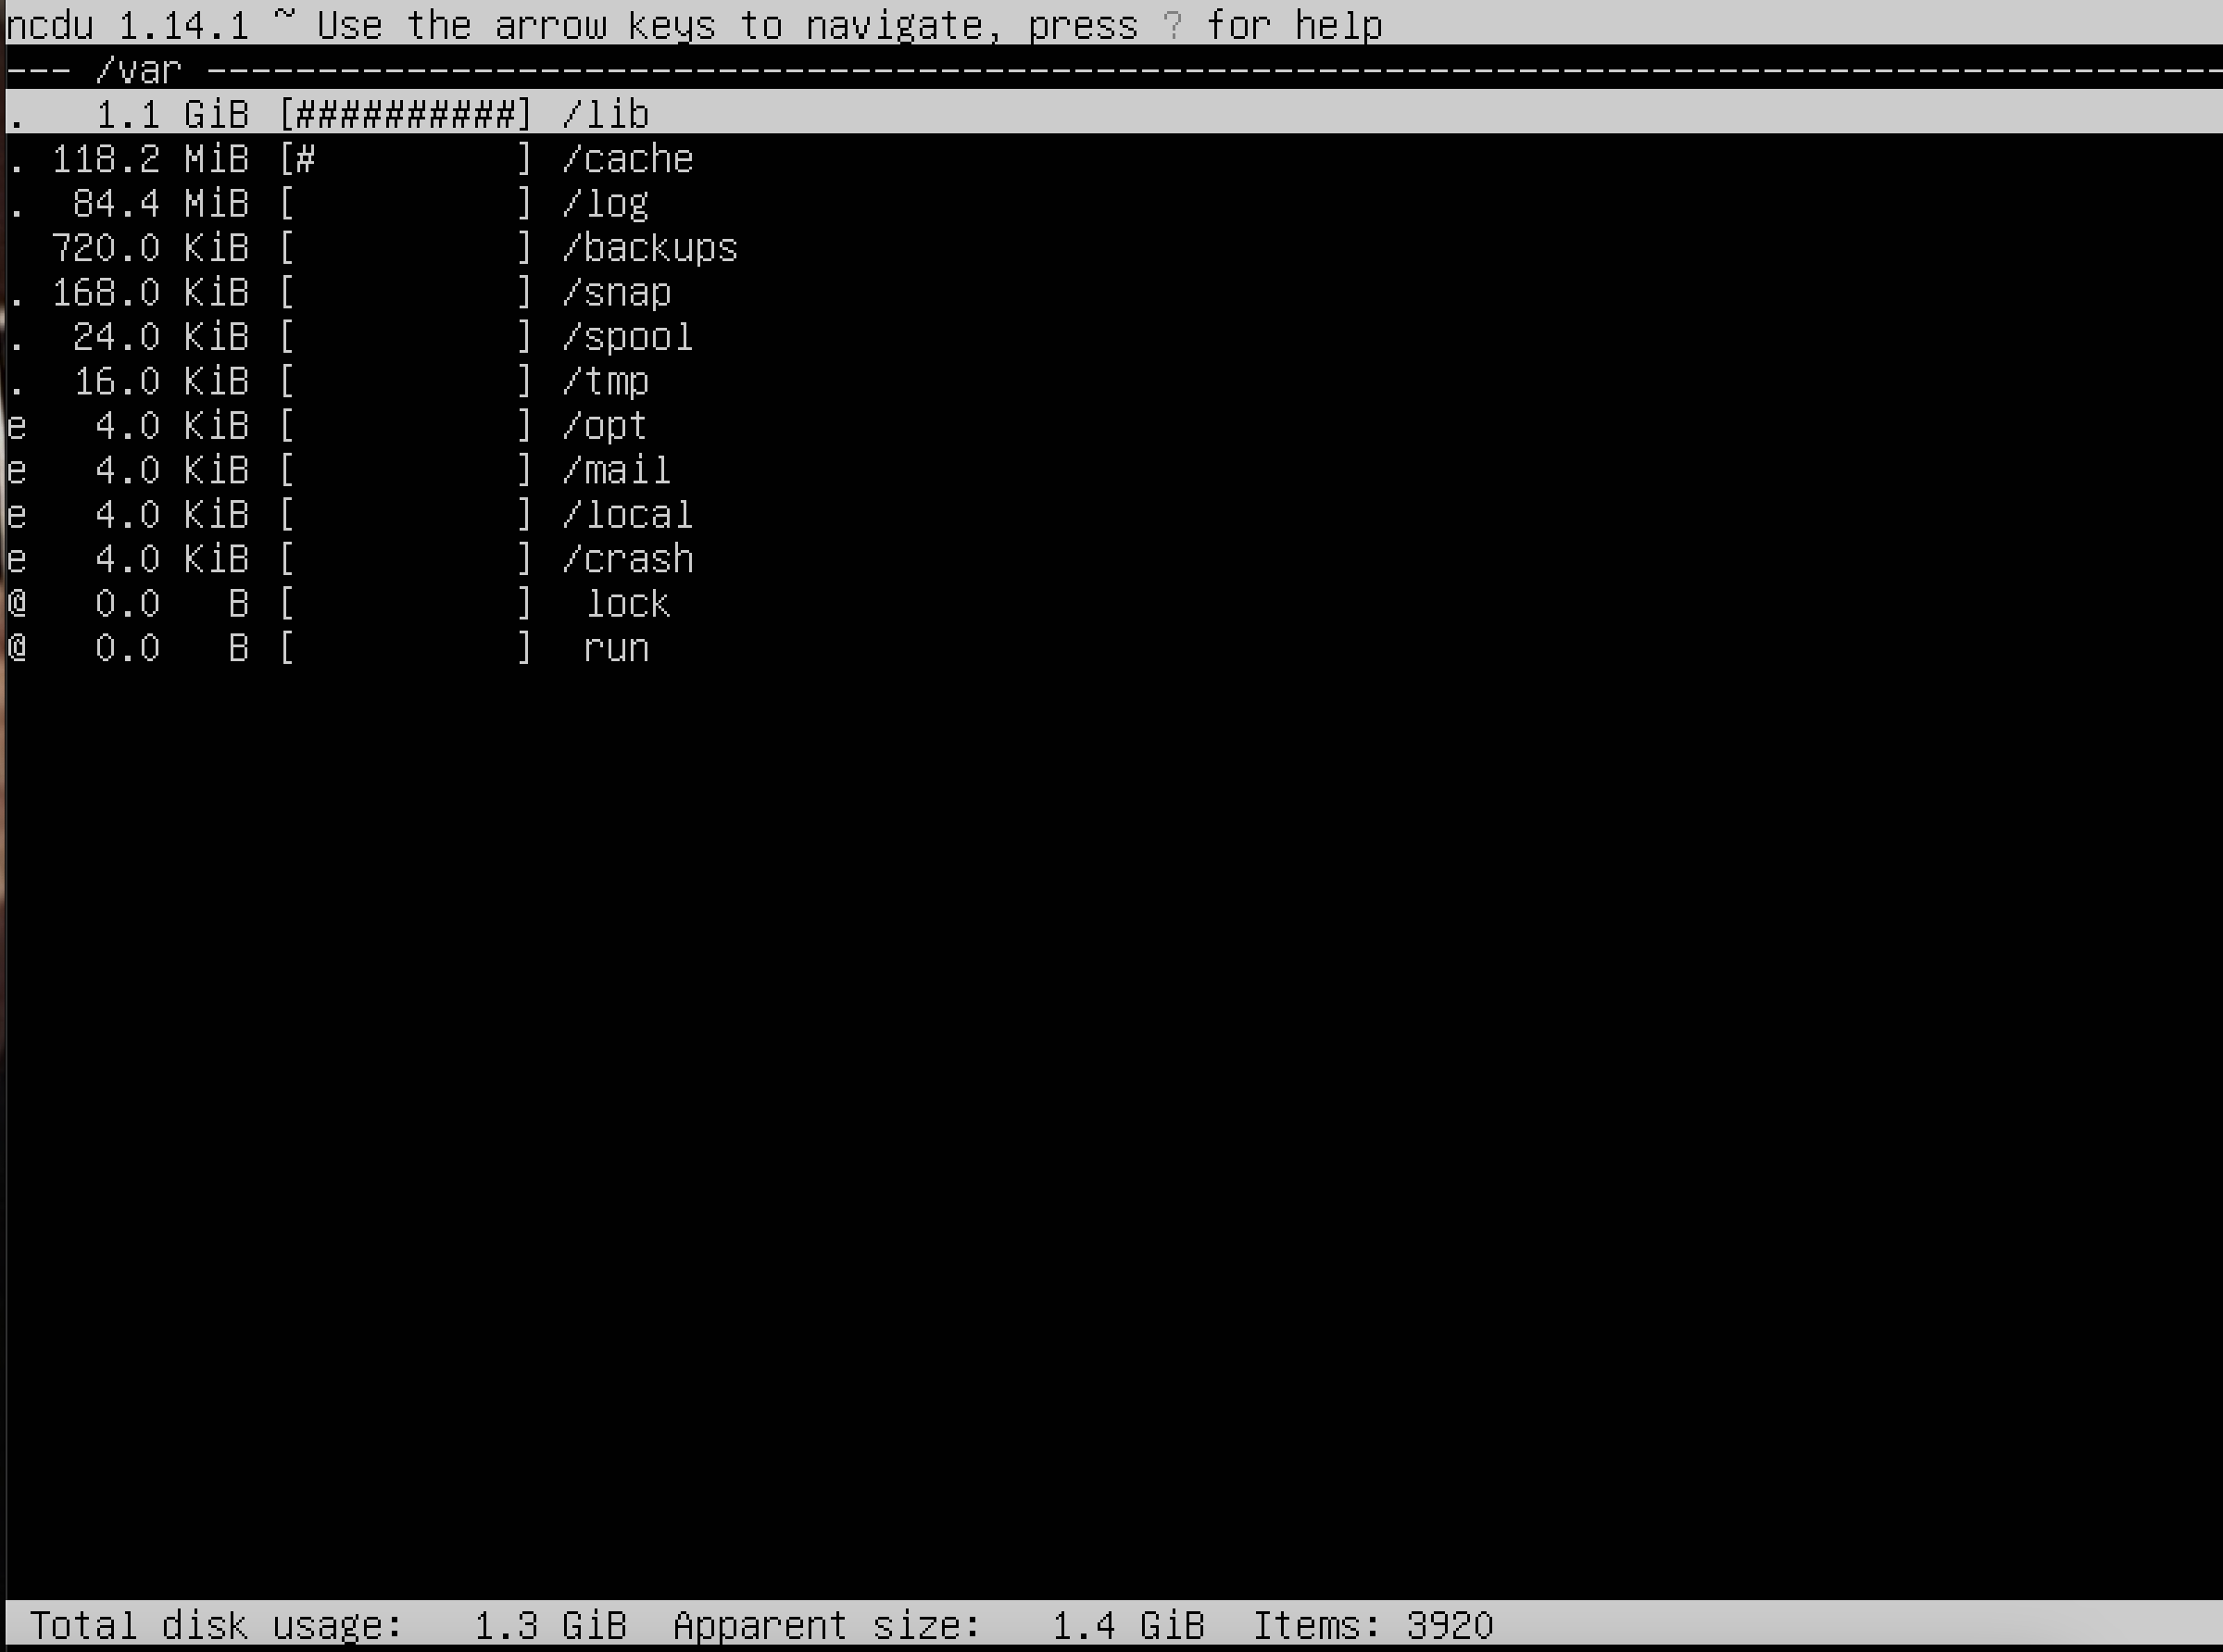 ncdu 1.14.1 ~ Use the arrow keys to navigate, press ? for help
--- /var -------------------------------------------------------------------------------------------
.   1.1 GiB [##########] /lib
. 118.2 MiB [#         ] /cache
.  84.4 MiB [          ] /log
  720.0 KiB [          ] /backups
. 168.0 KiB [          ] /snap
.  24.0 KiB [          ] /spool
.  16.0 KiB [          ] /tmp
e   4.0 KiB [          ] /opt
e   4.0 KiB [          ] /mail
e   4.0 KiB [          ] /local
e   4.0 KiB [          ] /crash
@   0.0   B [          ]  lock
@   0.0   B [          ]  run
 Total disk usage:   1.3 GiB  Apparent size:   1.4 GiB  Items: 3920